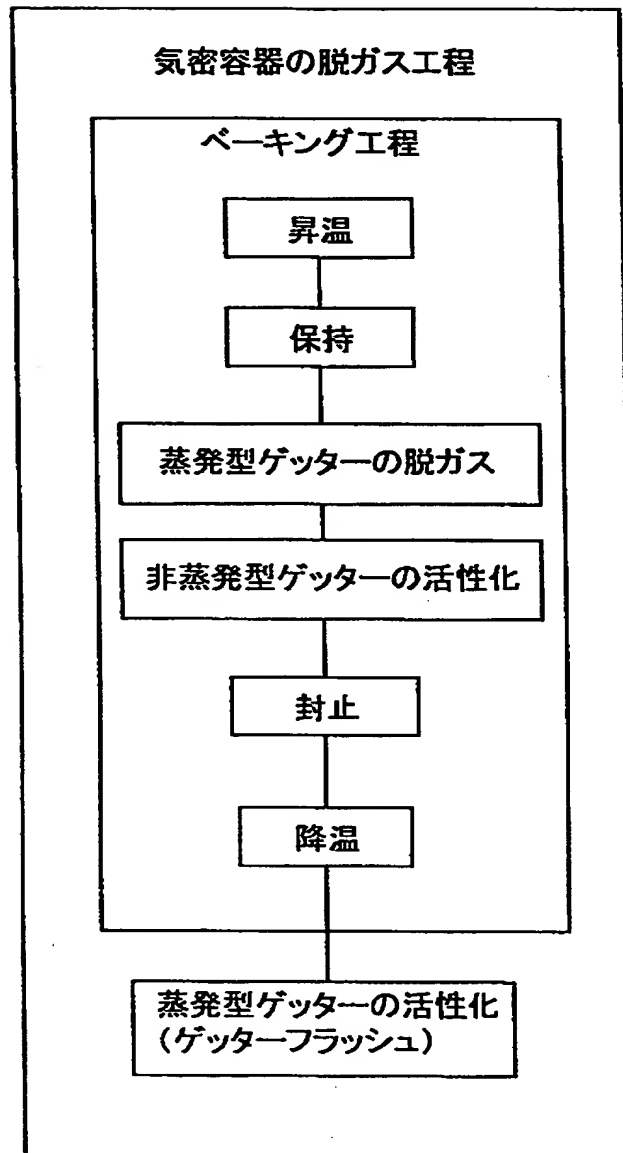 気密容器の脱ガス工程
ベーキング工程
昇温
保持
蒸発型ゲッターの脱ガス
非蒸発型ゲッターの活性化
封止
降温
蒸発型ゲッターの活性化
(ゲッターフラッシュ)